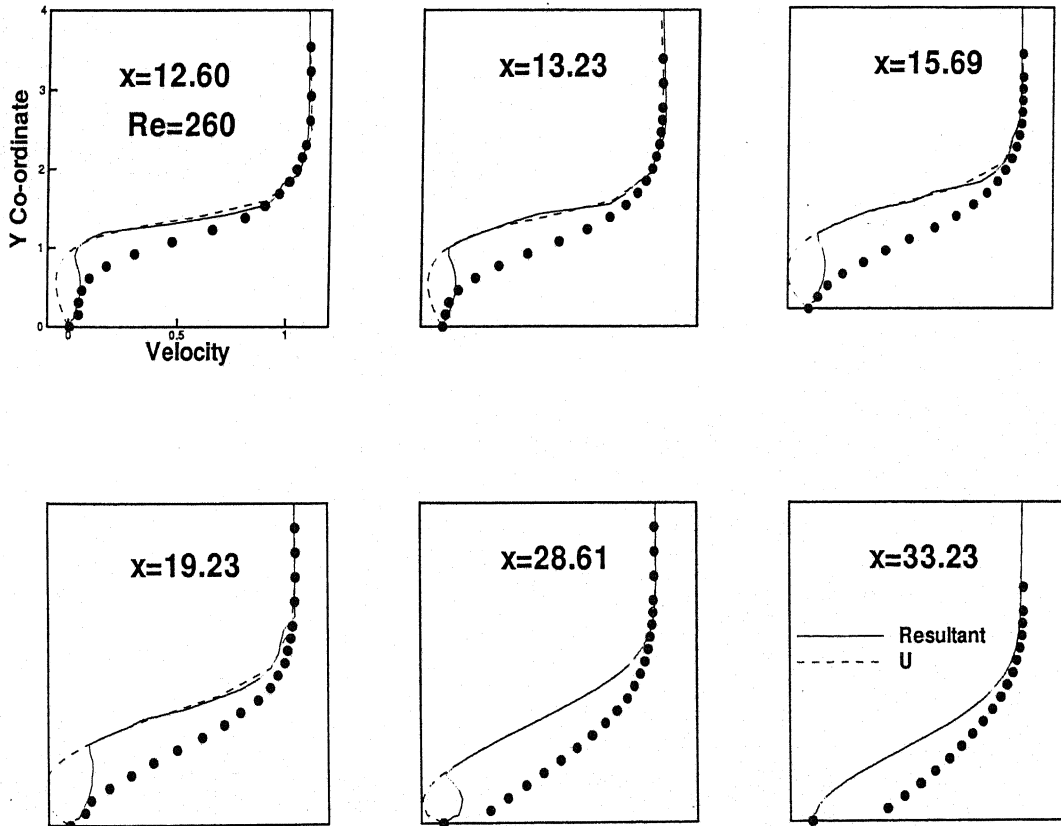 4
3
2
1
0
Y Co-ordinate
x=12.60
Re=260
0
0.5
1
Velocity
x=13.23
x=15.69
x=19.23
x=28.61
x=33.23
Resultant
U